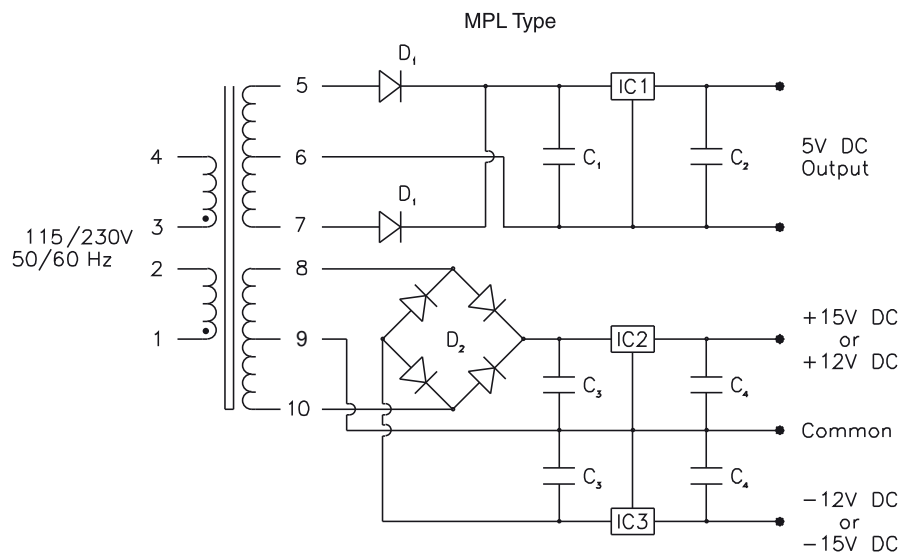 MPL Type
D₁
5
IC1
6
4
C₁
C₂
5V DC
Output
D₁
3
7
115/230V
50/60 Hz
2
8
+15V DC
or
+12V DC
1
9
D₂
IC2
C₃
C₄
10
Common
C₃
C₄
IC3
-12V DC
or
-15V DC